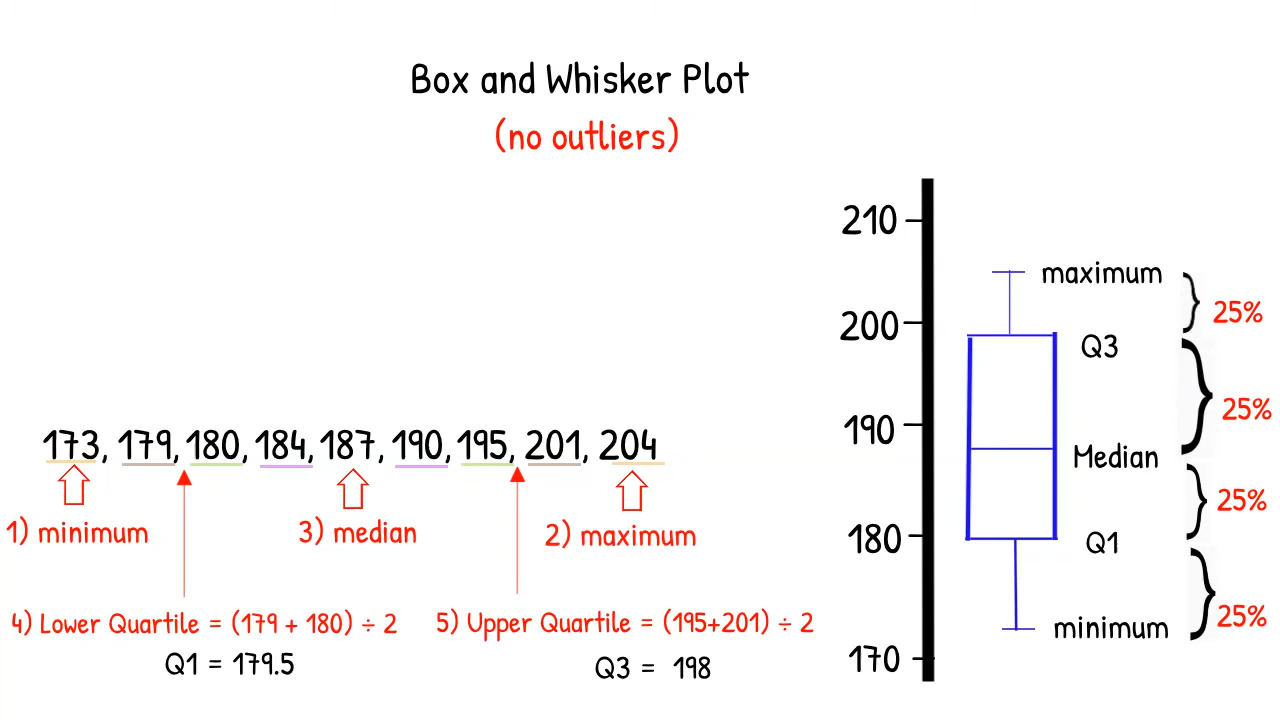 Box and Whisker Plot
(no outliers)
173, 179, 180, 184, 187, 190, 195, 201, 204
1) minimum
3) median
2) maximum
4) Lower Quartile = (179 + 180) ÷ 2
Q1 = 179.5
5) Upper Quartile = (195+201) ÷ 2
Q3 = 198
210
200
190
180
170
maximum
Q3
Median
Q1
minimum
25%
25%
25%
25%